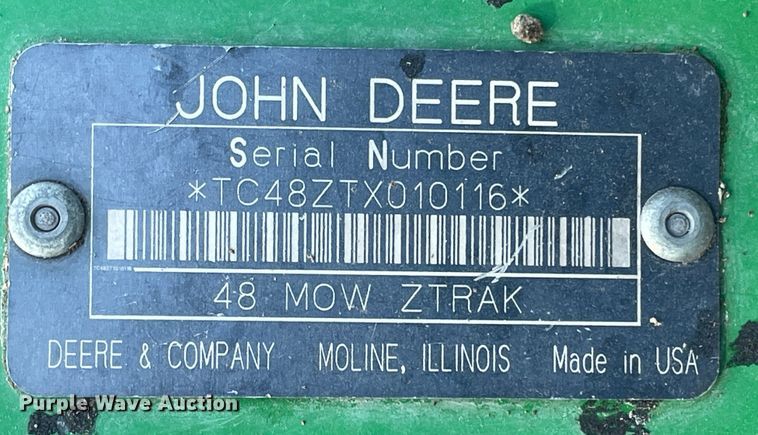 JOHN DEERE
Serial Number
*TC48ZTX010116*
48 MOW ZTRAK
DEERE & COMPANY MOLINE, ILLINOIS Made in USA
Purple Wave Auction